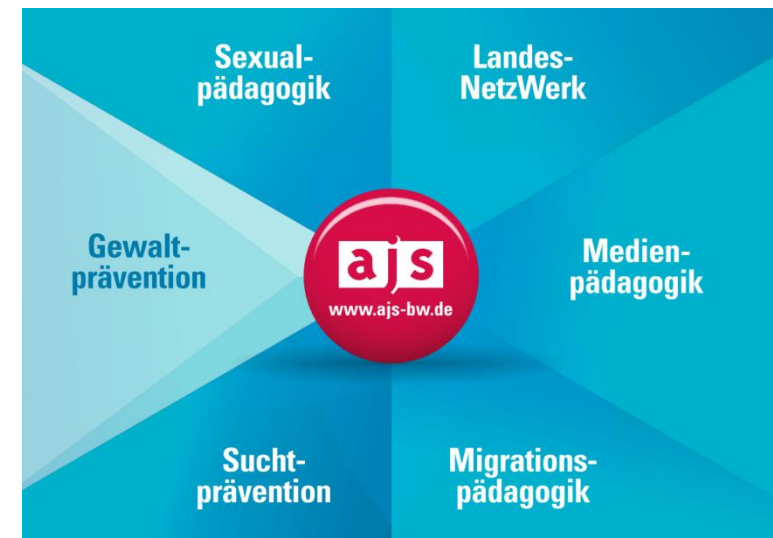 Sexual-
pädagogik
Landes-
NetzWerk
Gewalt-
prävention
ajs
www.ajs-bw.de
Medien-
pädagogik
Sucht-
prävention
Migrations-
pädagogik